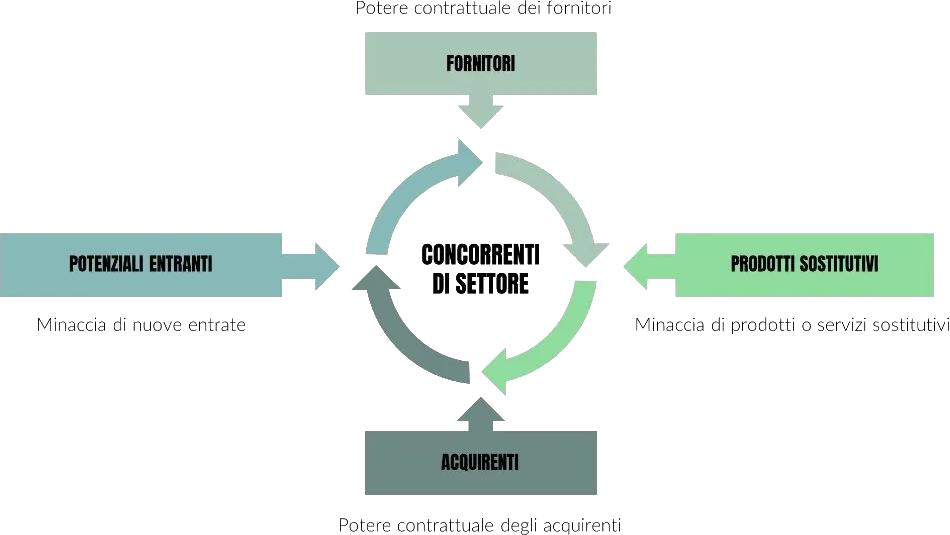 Potere contrattuale dei fornitori
FORNITORI
CONCORRENTI
DI SETTORE
POTENZIALI ENTRANTI
Minaccia di nuove entrate
PRODOTTI SOSTITUTIVI
Minaccia di prodotti o servizi sostitutivi
ACQUIRENTI
Potere contrattuale degli acquirenti